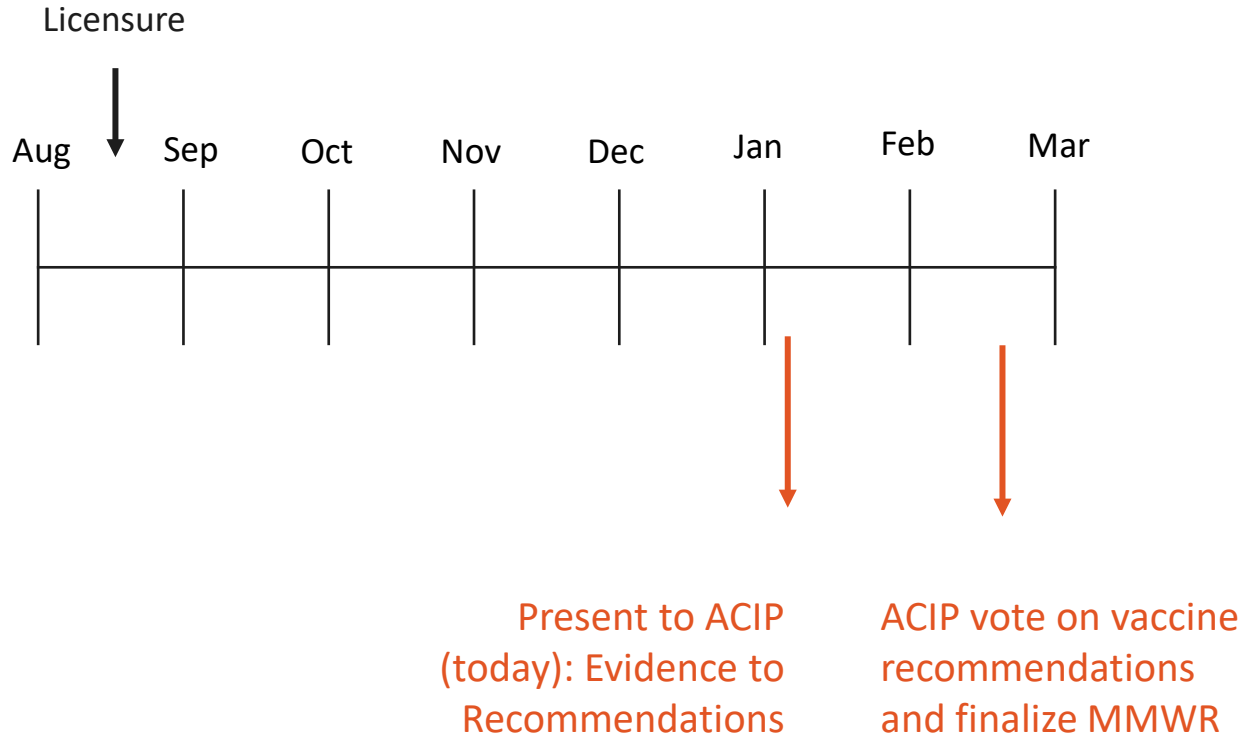 Licensure
Aug Sep Oct Nov Dec Jan Feb Mar
Present to ACIP
(today): Evidence to
Recommendations
ACIP vote on vaccine
recommendations
and finalize MMWR